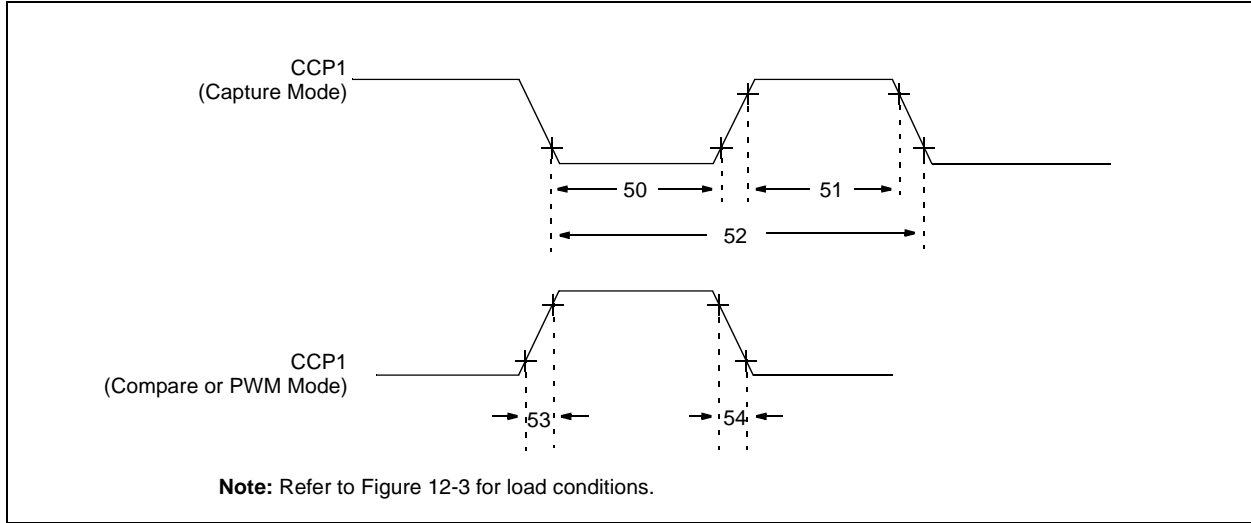 CCP1
(Capture Mode)
50
51
52
CCP1
(Compare or PWM Mode)
53
54
Note: Refer to Figure 12-3 for load conditions.